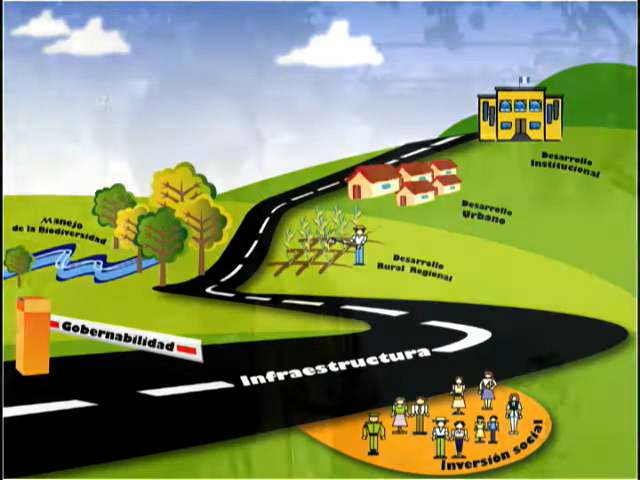 Desarrollo
Institucional
Desarrollo
Urbano
Manejo
de la Biodiversidad
Desarrollo
Rural Regional
Gobernabilidad
Infraestructura
Inversión social